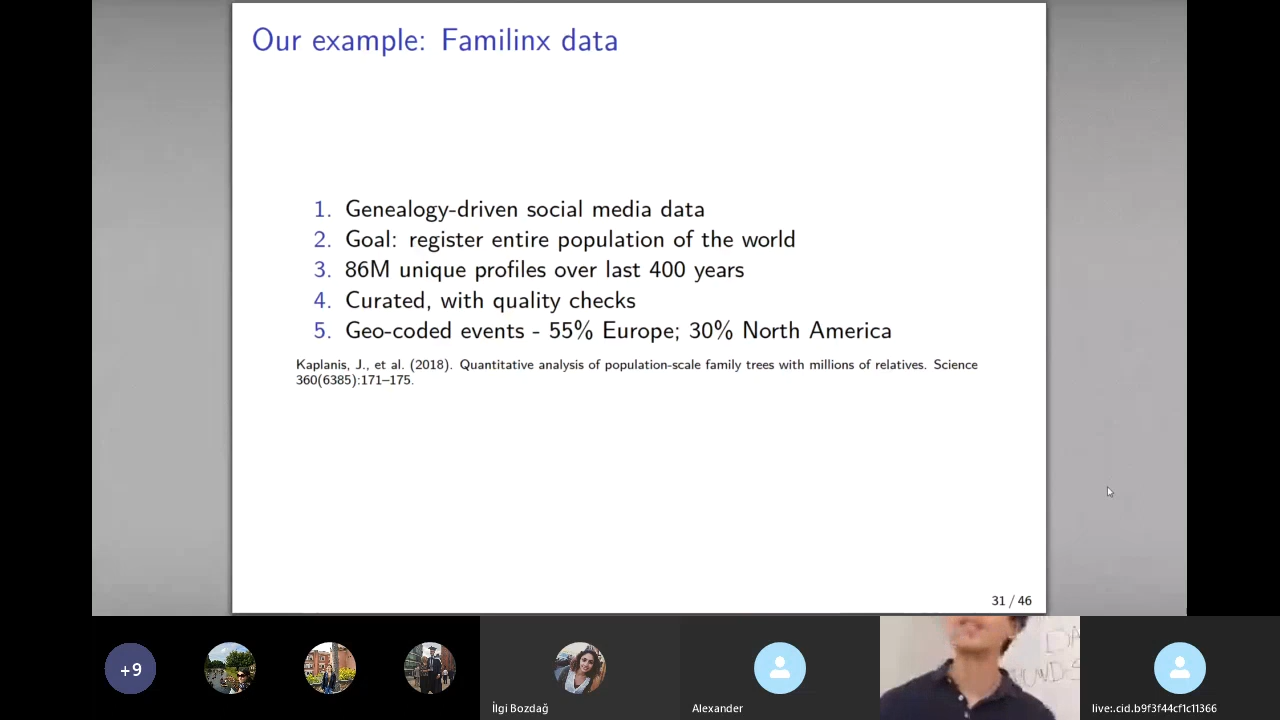 Our example: Familinx data
1. Genealogy-driven social media data
2. Goal: register entire population of the world
3. 86M unique profiles over last 400 years
4. Curated, with quality checks
5. Geo-coded events - 55% Europe; 30% North America
Kaplanis, J., et al. (2018). Quantitative analysis of population-scale family trees with millions of relatives. Science
360(6385):171–175.
31 / 46
+9
İlgi Bozdağ
Alexander
live:.cid.b9f3f44cf1c11366